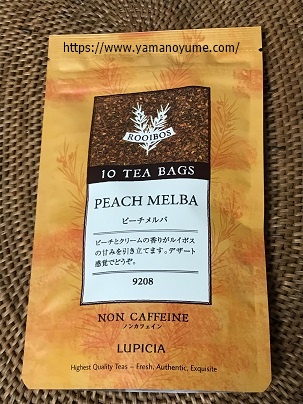 https://www.yamanoyume.com/
ROOIBOS
10 TEA BAGS
PEACH MELBA
ピーチメルバ
ピーチとクリームの香りがルイボス
の甘みを引き立てます。デザート
感覚でどうぞ。
9208
NON CAFFEINE
ノンカフェイン
LUPICIA
Highest Quality Teas – Fresh, Authentic, Exquisite